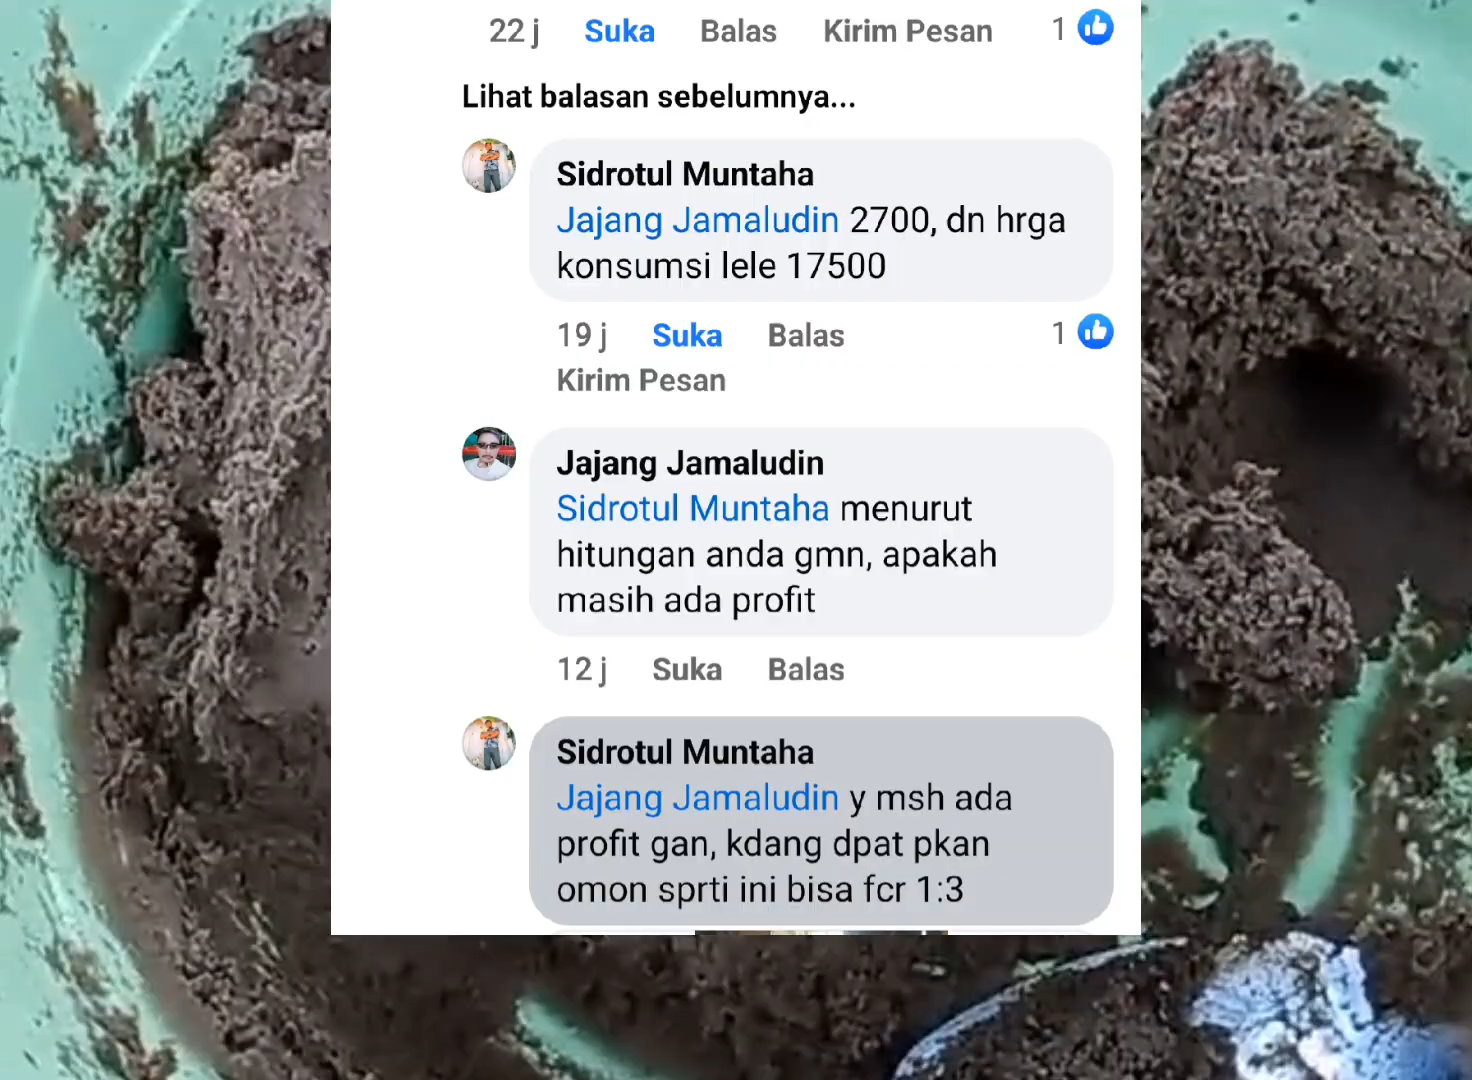 22 j Suka Balas Kirim Pesan 1
Lihat balasan sebelumnya...
Sidrotul Muntaha
Jajang Jamaludin 2700, dn hrga
konsumsi lele 17500
19 j Suka Balas 1
Kirim Pesan
Jajang Jamaludin
Sidrotul Muntaha menurut
hitungan anda gmn, apakah
masih ada profit
12 j Suka Balas
Sidrotul Muntaha
Jajang Jamaludin y msh ada
profit gan, kdang dpat pkan
omon sprti ini bisa fcr 1:3